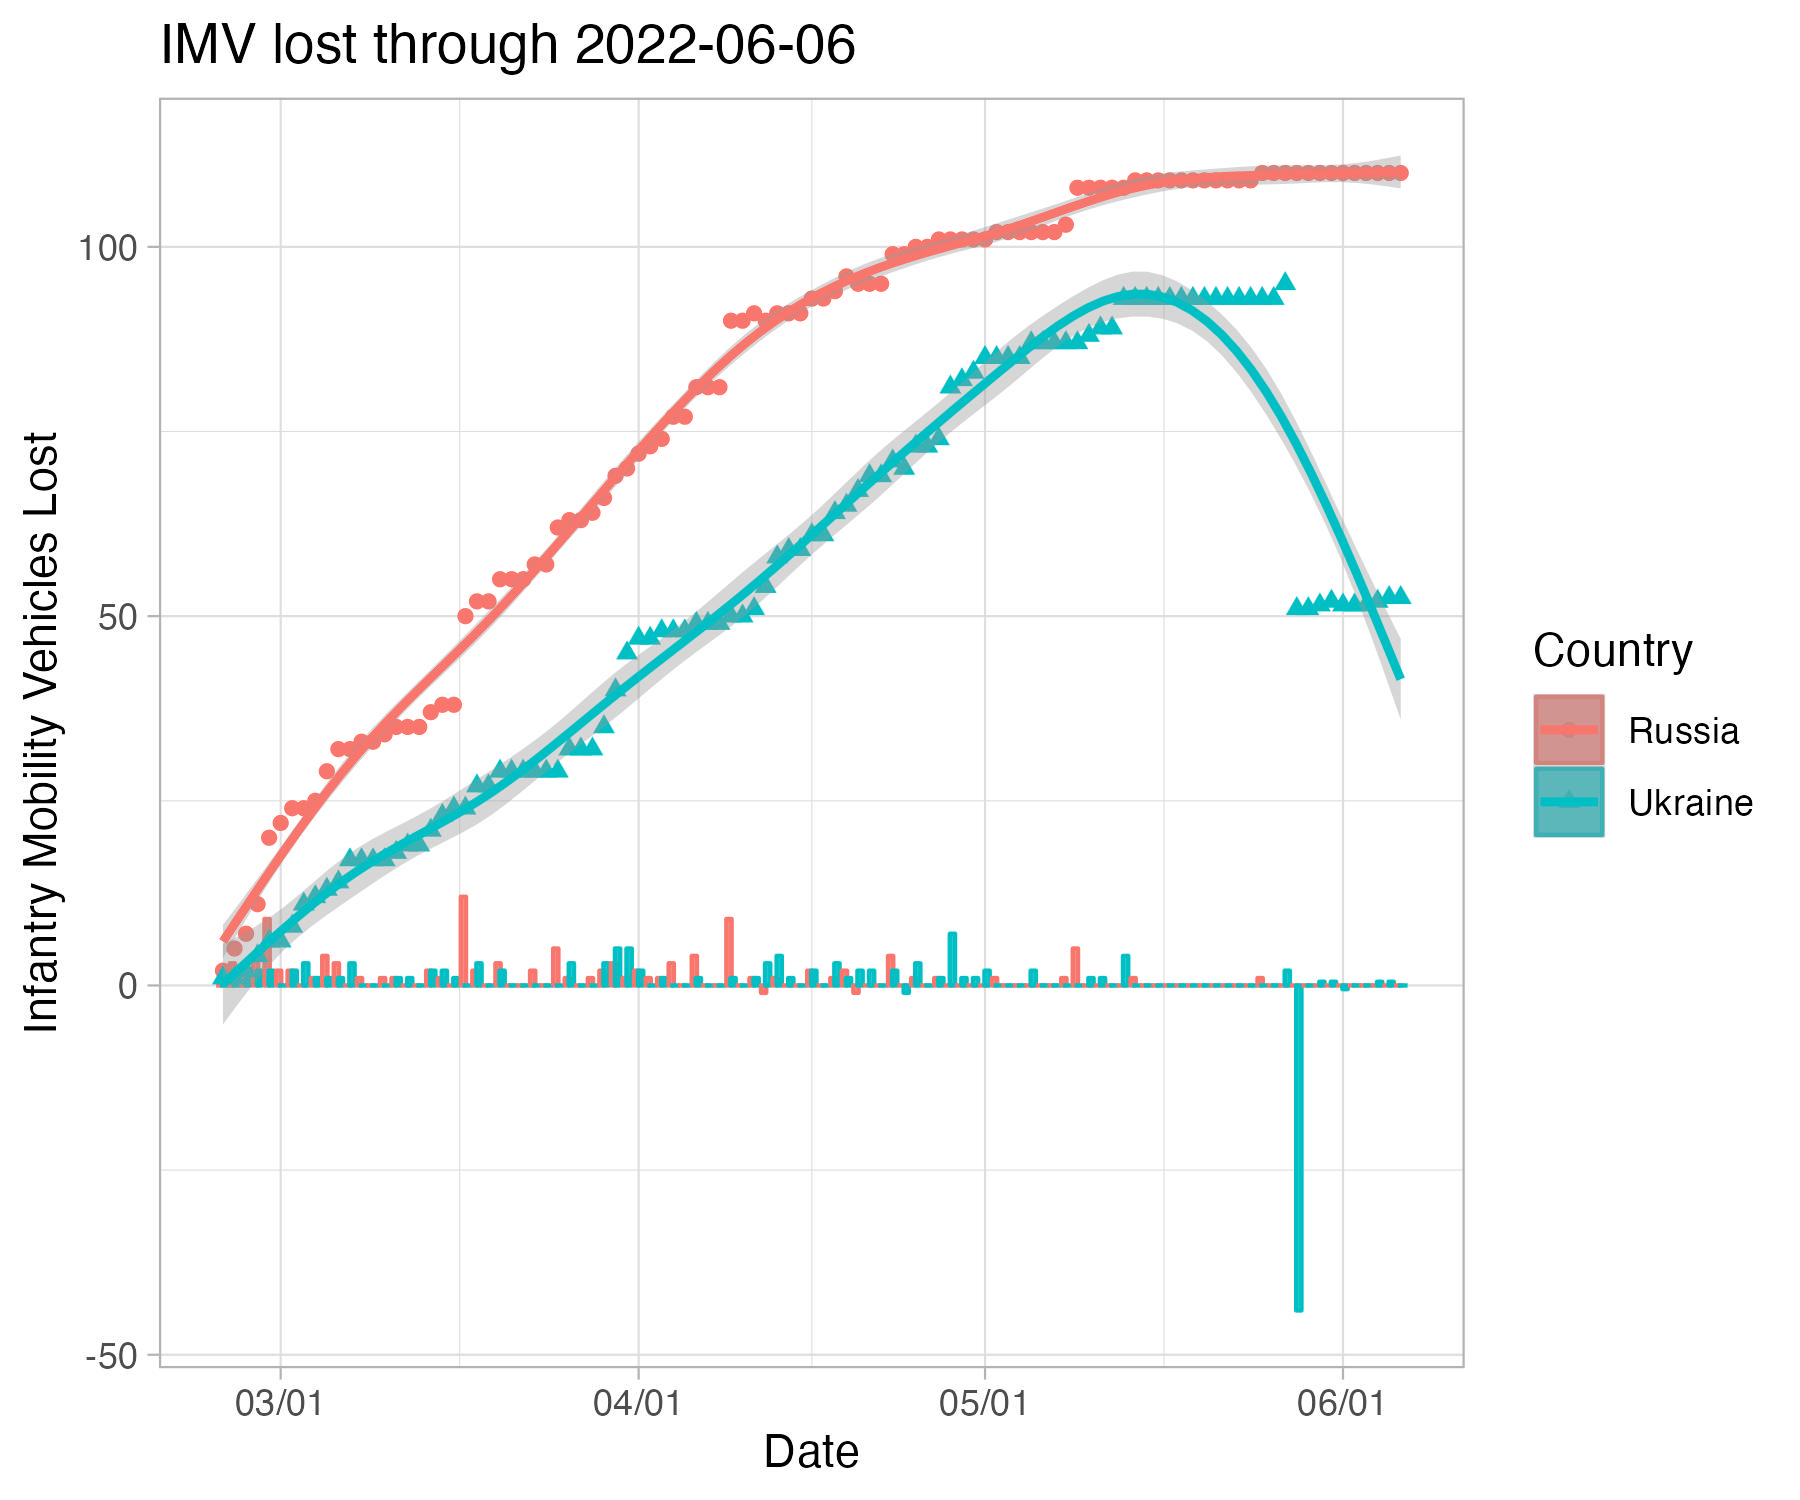 IMV lost through 2022-06-06
Infantry Mobility Vehicles Lost
100
50
0
-50
03/01
04/01
05/01
06/01
Date
Country
Russia
Ukraine